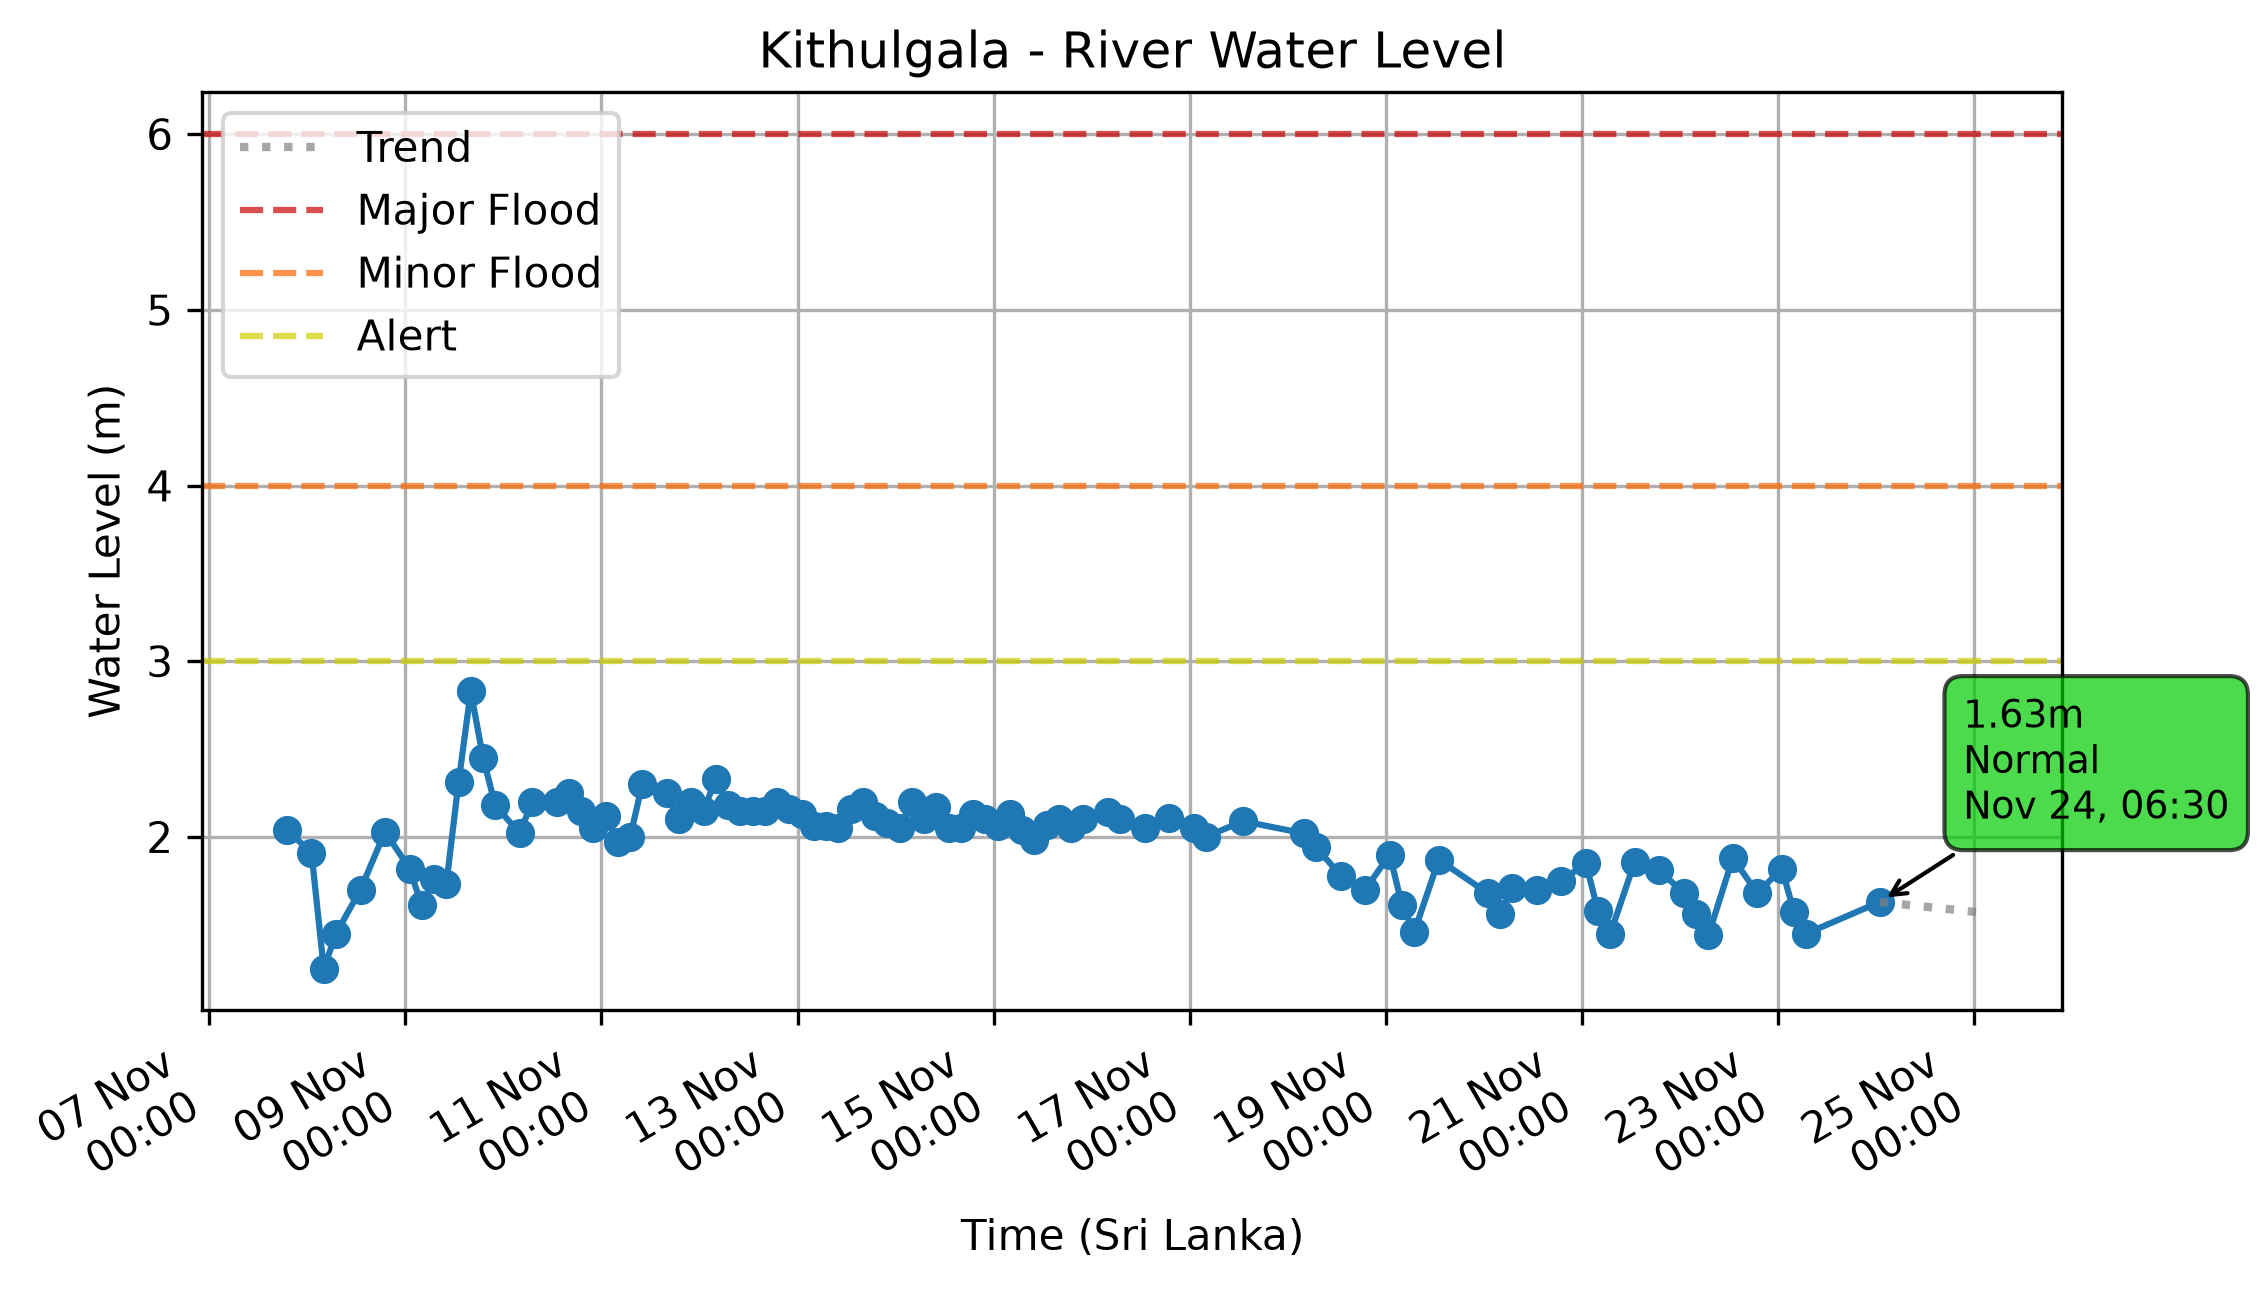 Kithulgala - River Water Level
Trend
Major Flood
Minor Flood
Alert
Water Level (m)
6
5
4
3
2
1.63m
Normal
Nov 24, 06:30
07 Nov
00:00
09 Nov
00:00
11 Nov
00:00
13 Nov
00:00
15 Nov
00:00
17 Nov
00:00
19 Nov
00:00
21 Nov
00:00
23 Nov
00:00
25 Nov
00:00
Time (Sri Lanka)